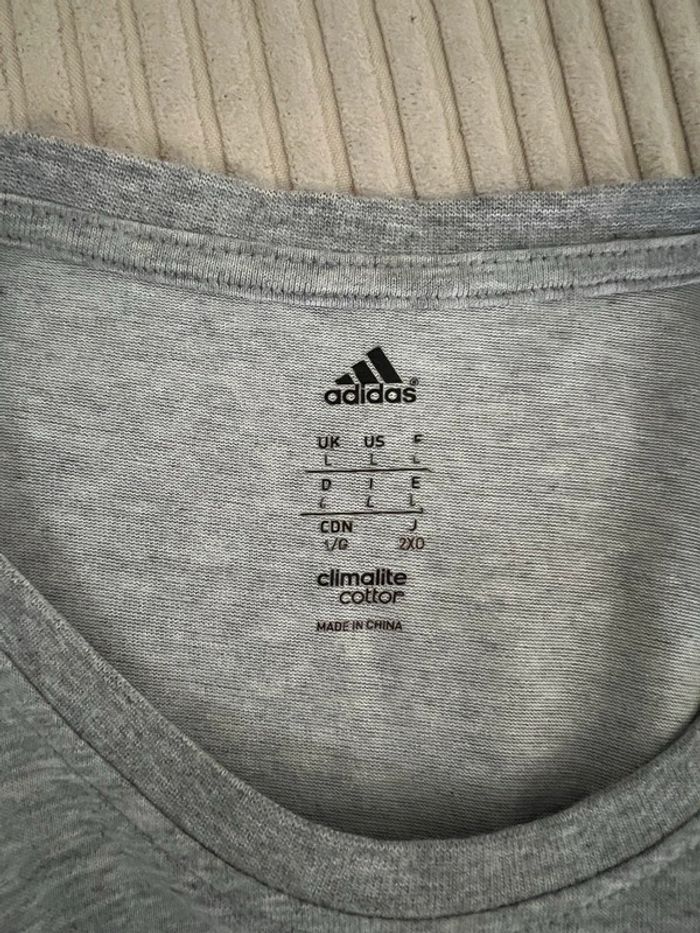 adidas®
UK US F
L L L
D I E
L L L
CDN J
L/G 2XO
climalite
cotton
MADE IN CHINA